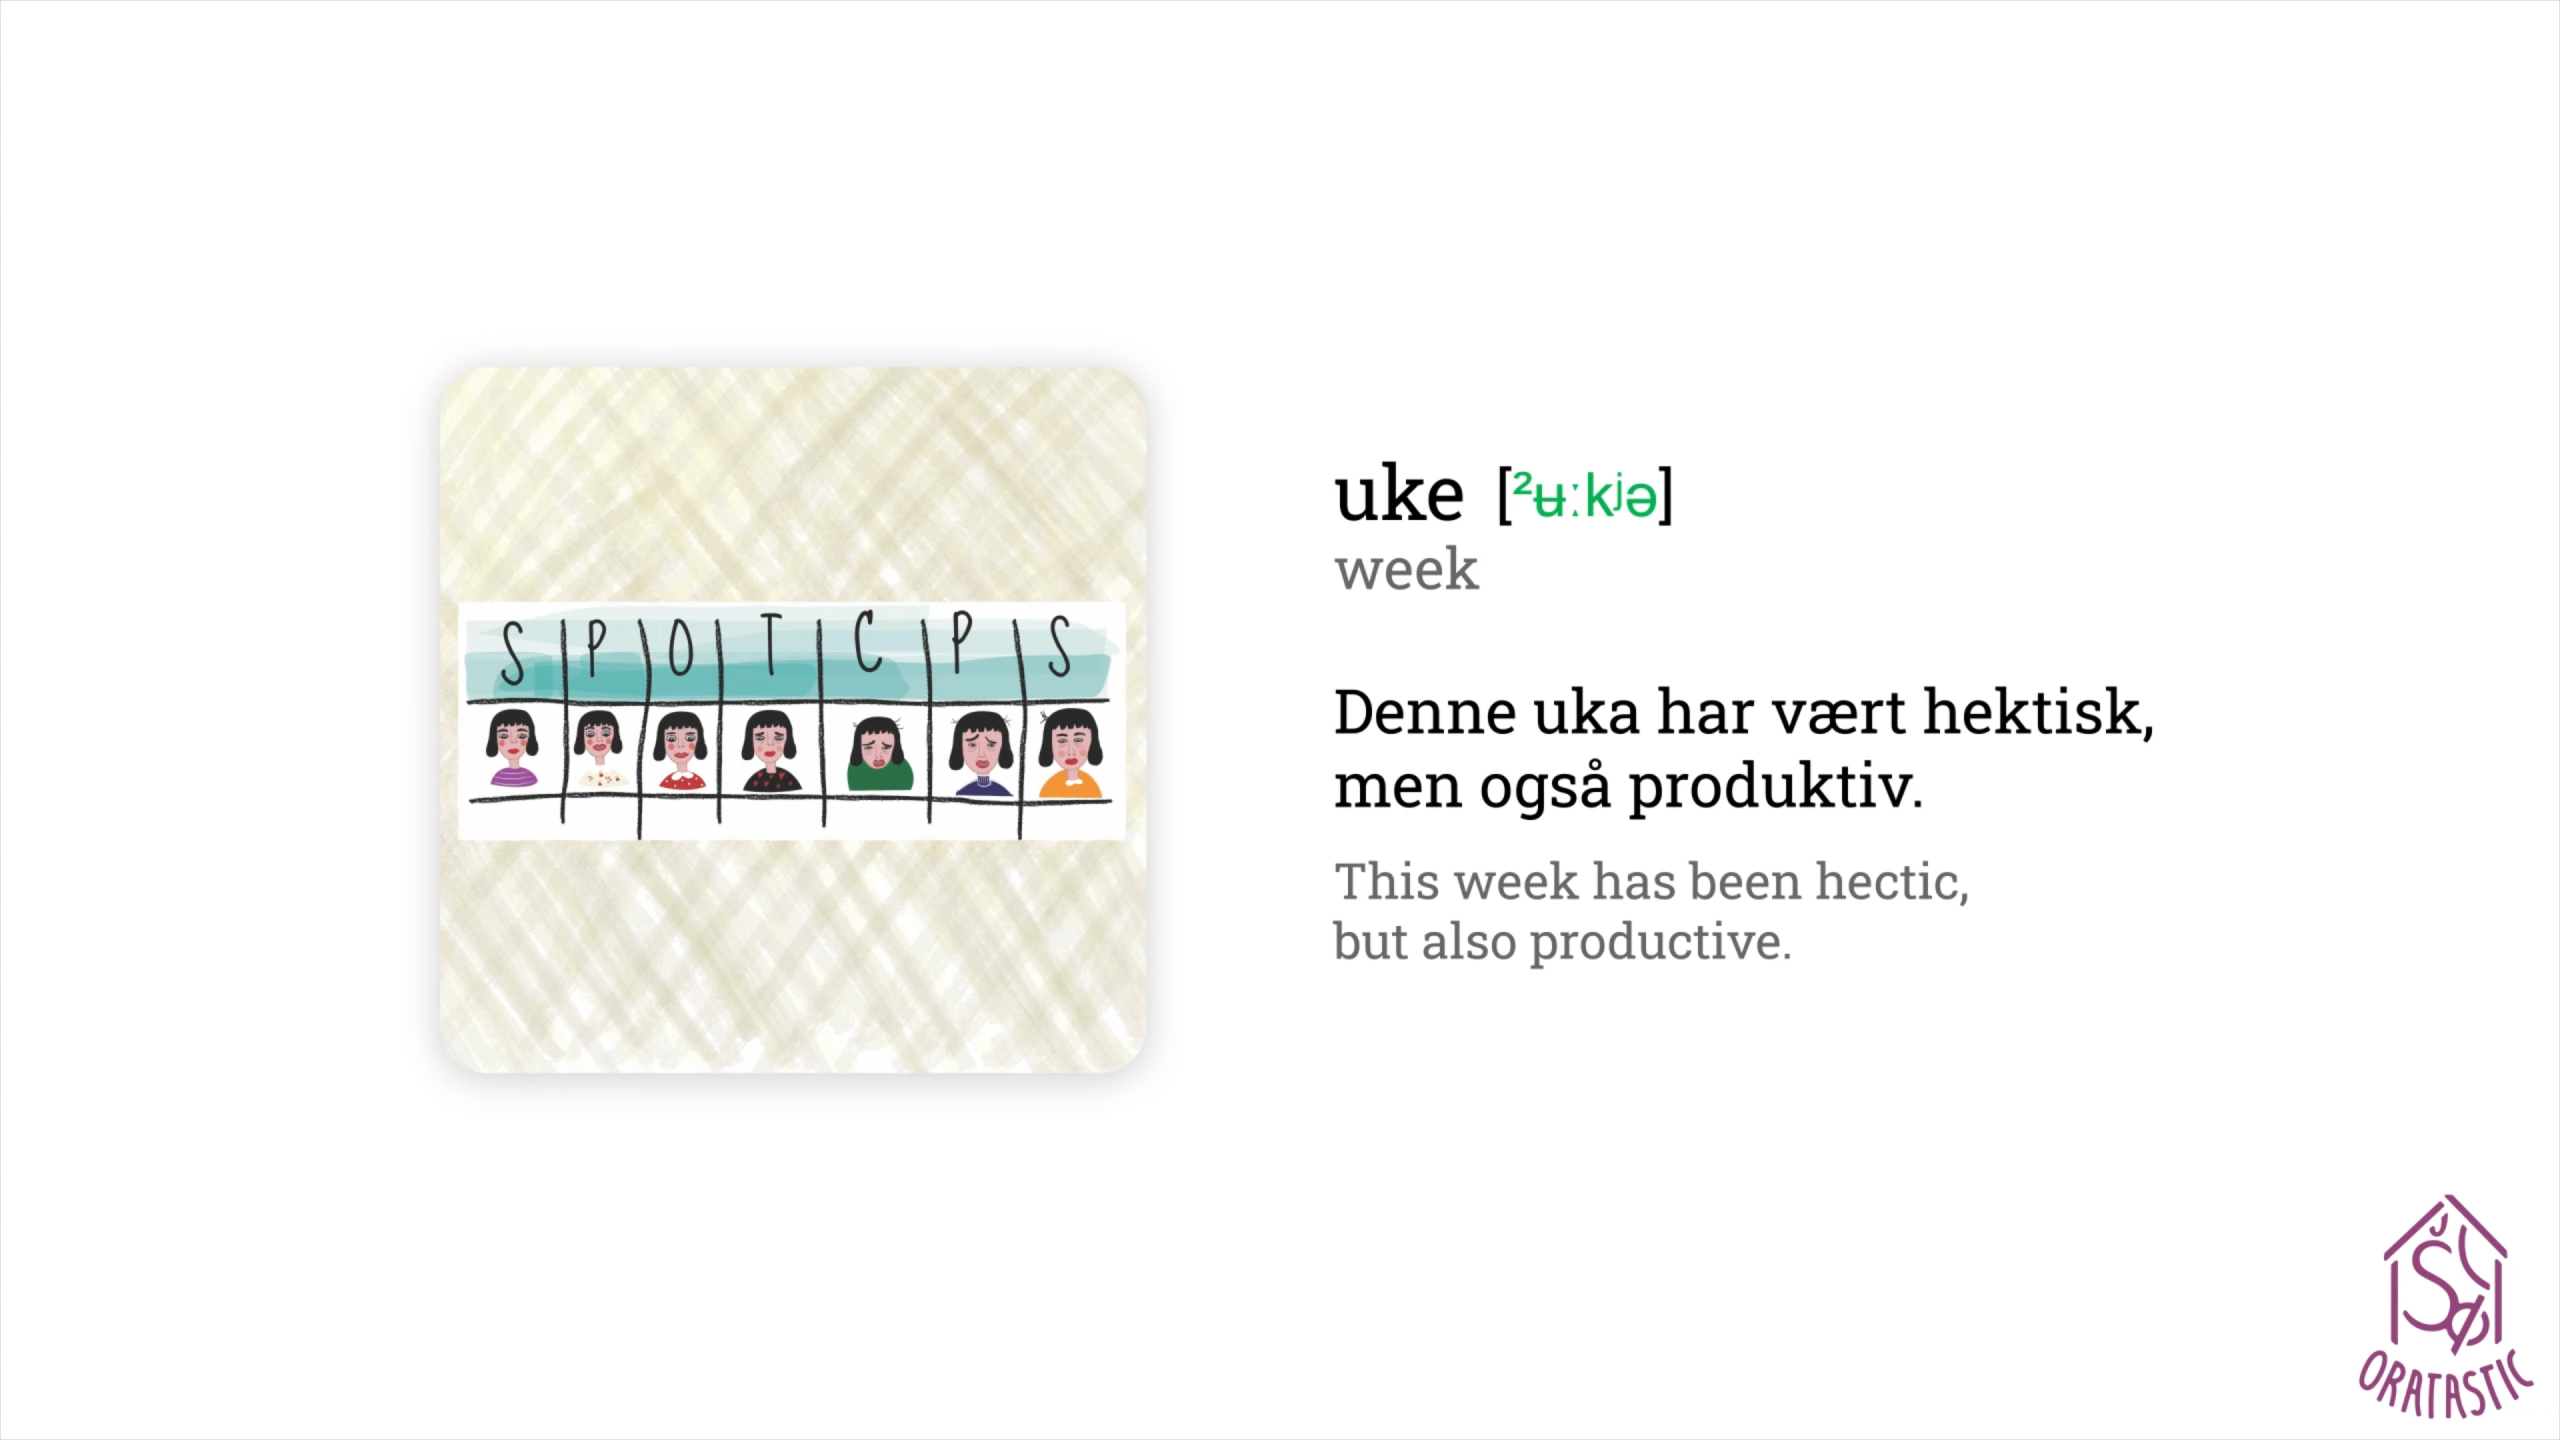 S P O T C P S
uke [²ʉːkʲə]
week
Denne uka har vært hektisk,
men også produktiv.
This week has been hectic,
but also productive.
ORATASTIC